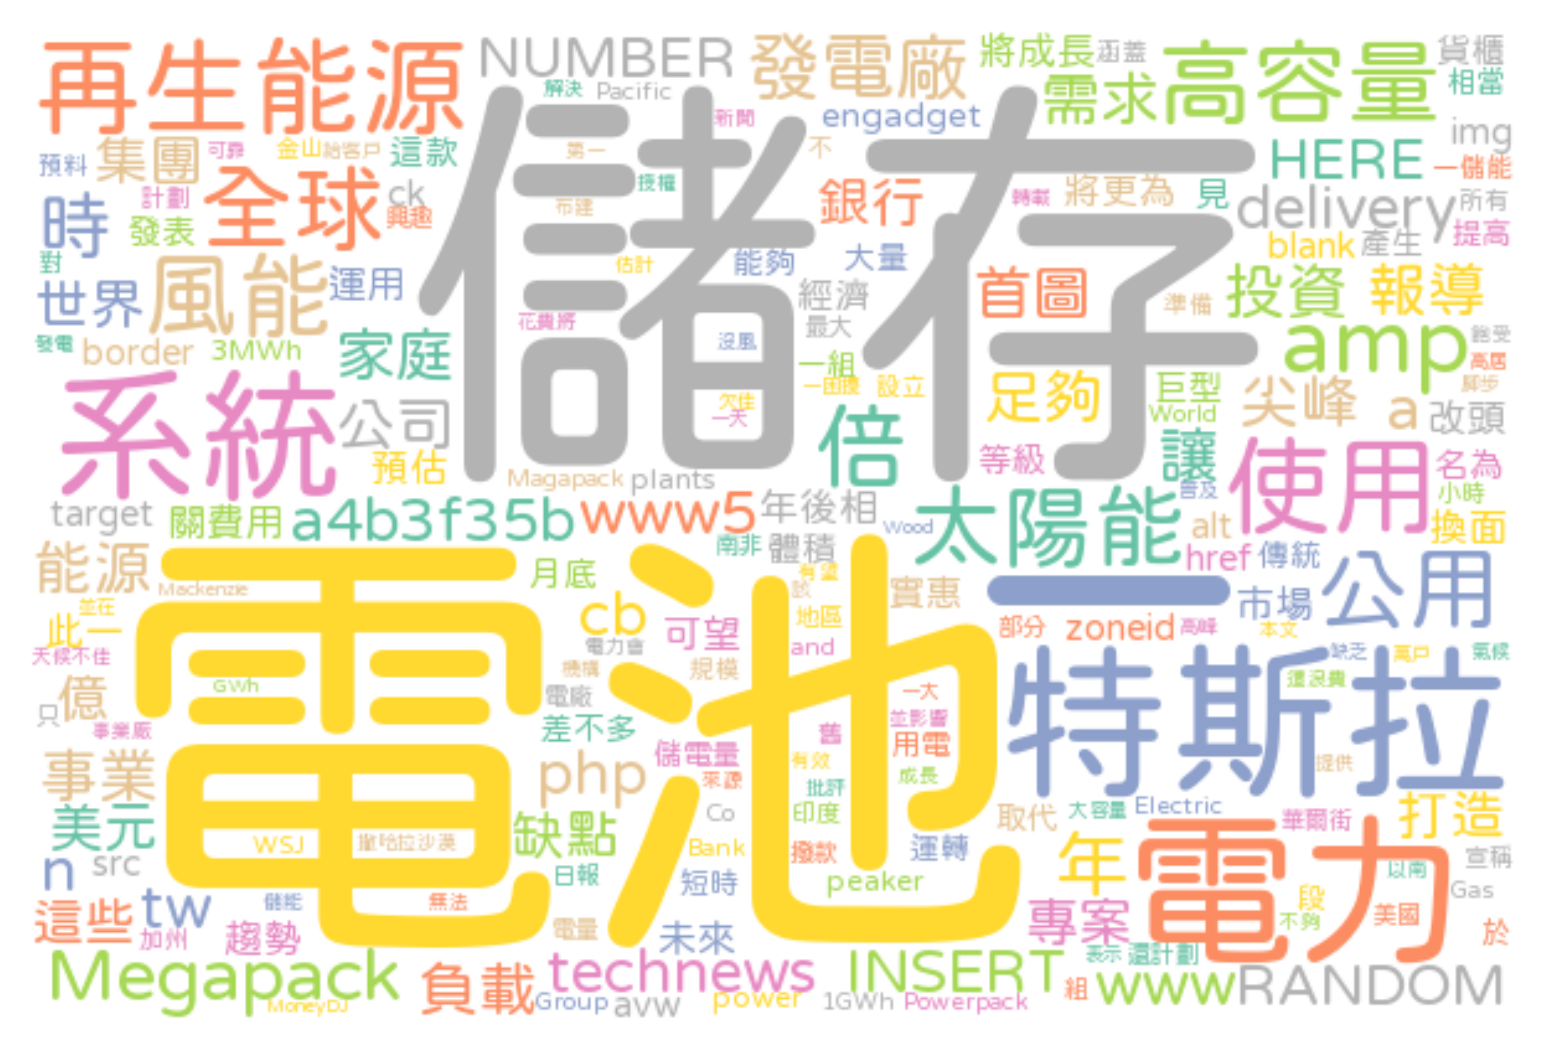 再生能源
NUMBER
發電廠
將成長
涵蓋
高容量
貨櫃
解決
Pacific
需求
相當
新聞
engadget
img
預料
集團
可靠
金山
給客戶
這款
第一
不
HERE
一儲能
儲存
計劃
全球
ck
授權
銀行
轉載
將更為
見
delivery
所有
時
發表
興趣
布建
提高
對
估計
能夠
大量
blank
產生
世界
風能
運用
經濟
首圖
準備
投資
報導
花費將
最大
發電
border
3MWh
家庭
沒風
一組
amp
飽受
高居
系統
公司
欠佳
一天
一困擾
設立
足夠
巨型
World
尖峰
a
改頭
腳步
預估
倍
等級
讓
使用
名為
Magapack
plants
普及
小時
target
關費用
a4b3f35b
www5
年後相
Wood
太陽能
alt
換面
南非
體積
href
傳統
能源
Mackenzie
月底
有望
該
實惠
一
公用
並在
此一
cb
可望
地區
市場
電池
電力會
and
部分
zoneid
高峰
本文
天候不佳
機構
規模
特斯拉
缺乏
萬戶
氣候
GWh
億
電廠
一大
還浪費
只
事業廠
差不多
儲電量
舊
並影響
用電
事業
php
來源
有效
成長
提供
批評
美元
缺點
Co
印度
取代
大容量
Electric
華爾街
打造
WSJ
撒哈拉沙漠
Bank
撥款
運轉
年
電力
宣稱
n
src
日報
短時
peaker
以南
Gas
這些
tw
儲能
無法
段
美國
加州
趨勢
電量
未來
專案
不夠
於
Megapack
負載
technews
INSERT
表示
還計劃
MoneyDJ
Group
avw
power
1GWh
Powerpack
組
www
RANDOM